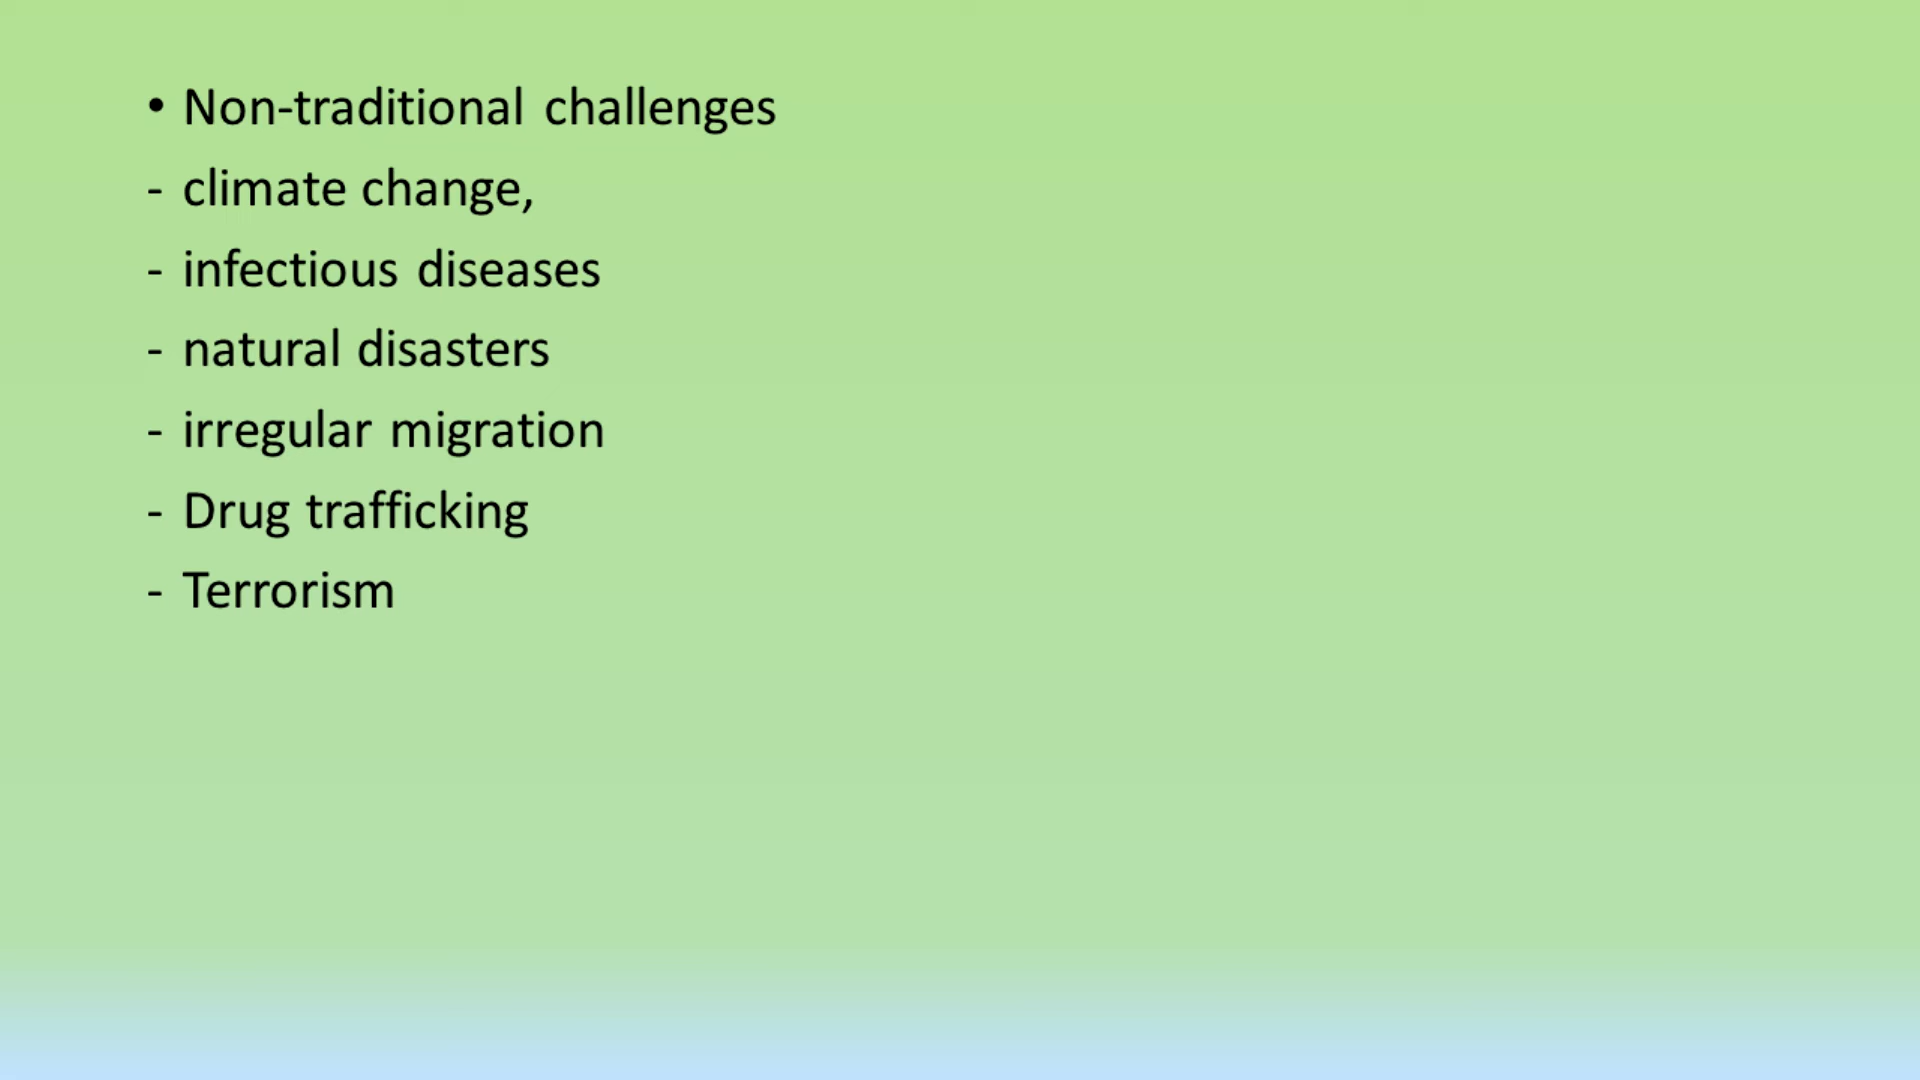 • Non-traditional challenges
- climate change,
- infectious diseases
- natural disasters
- irregular migration
- Drug trafficking
- Terrorism